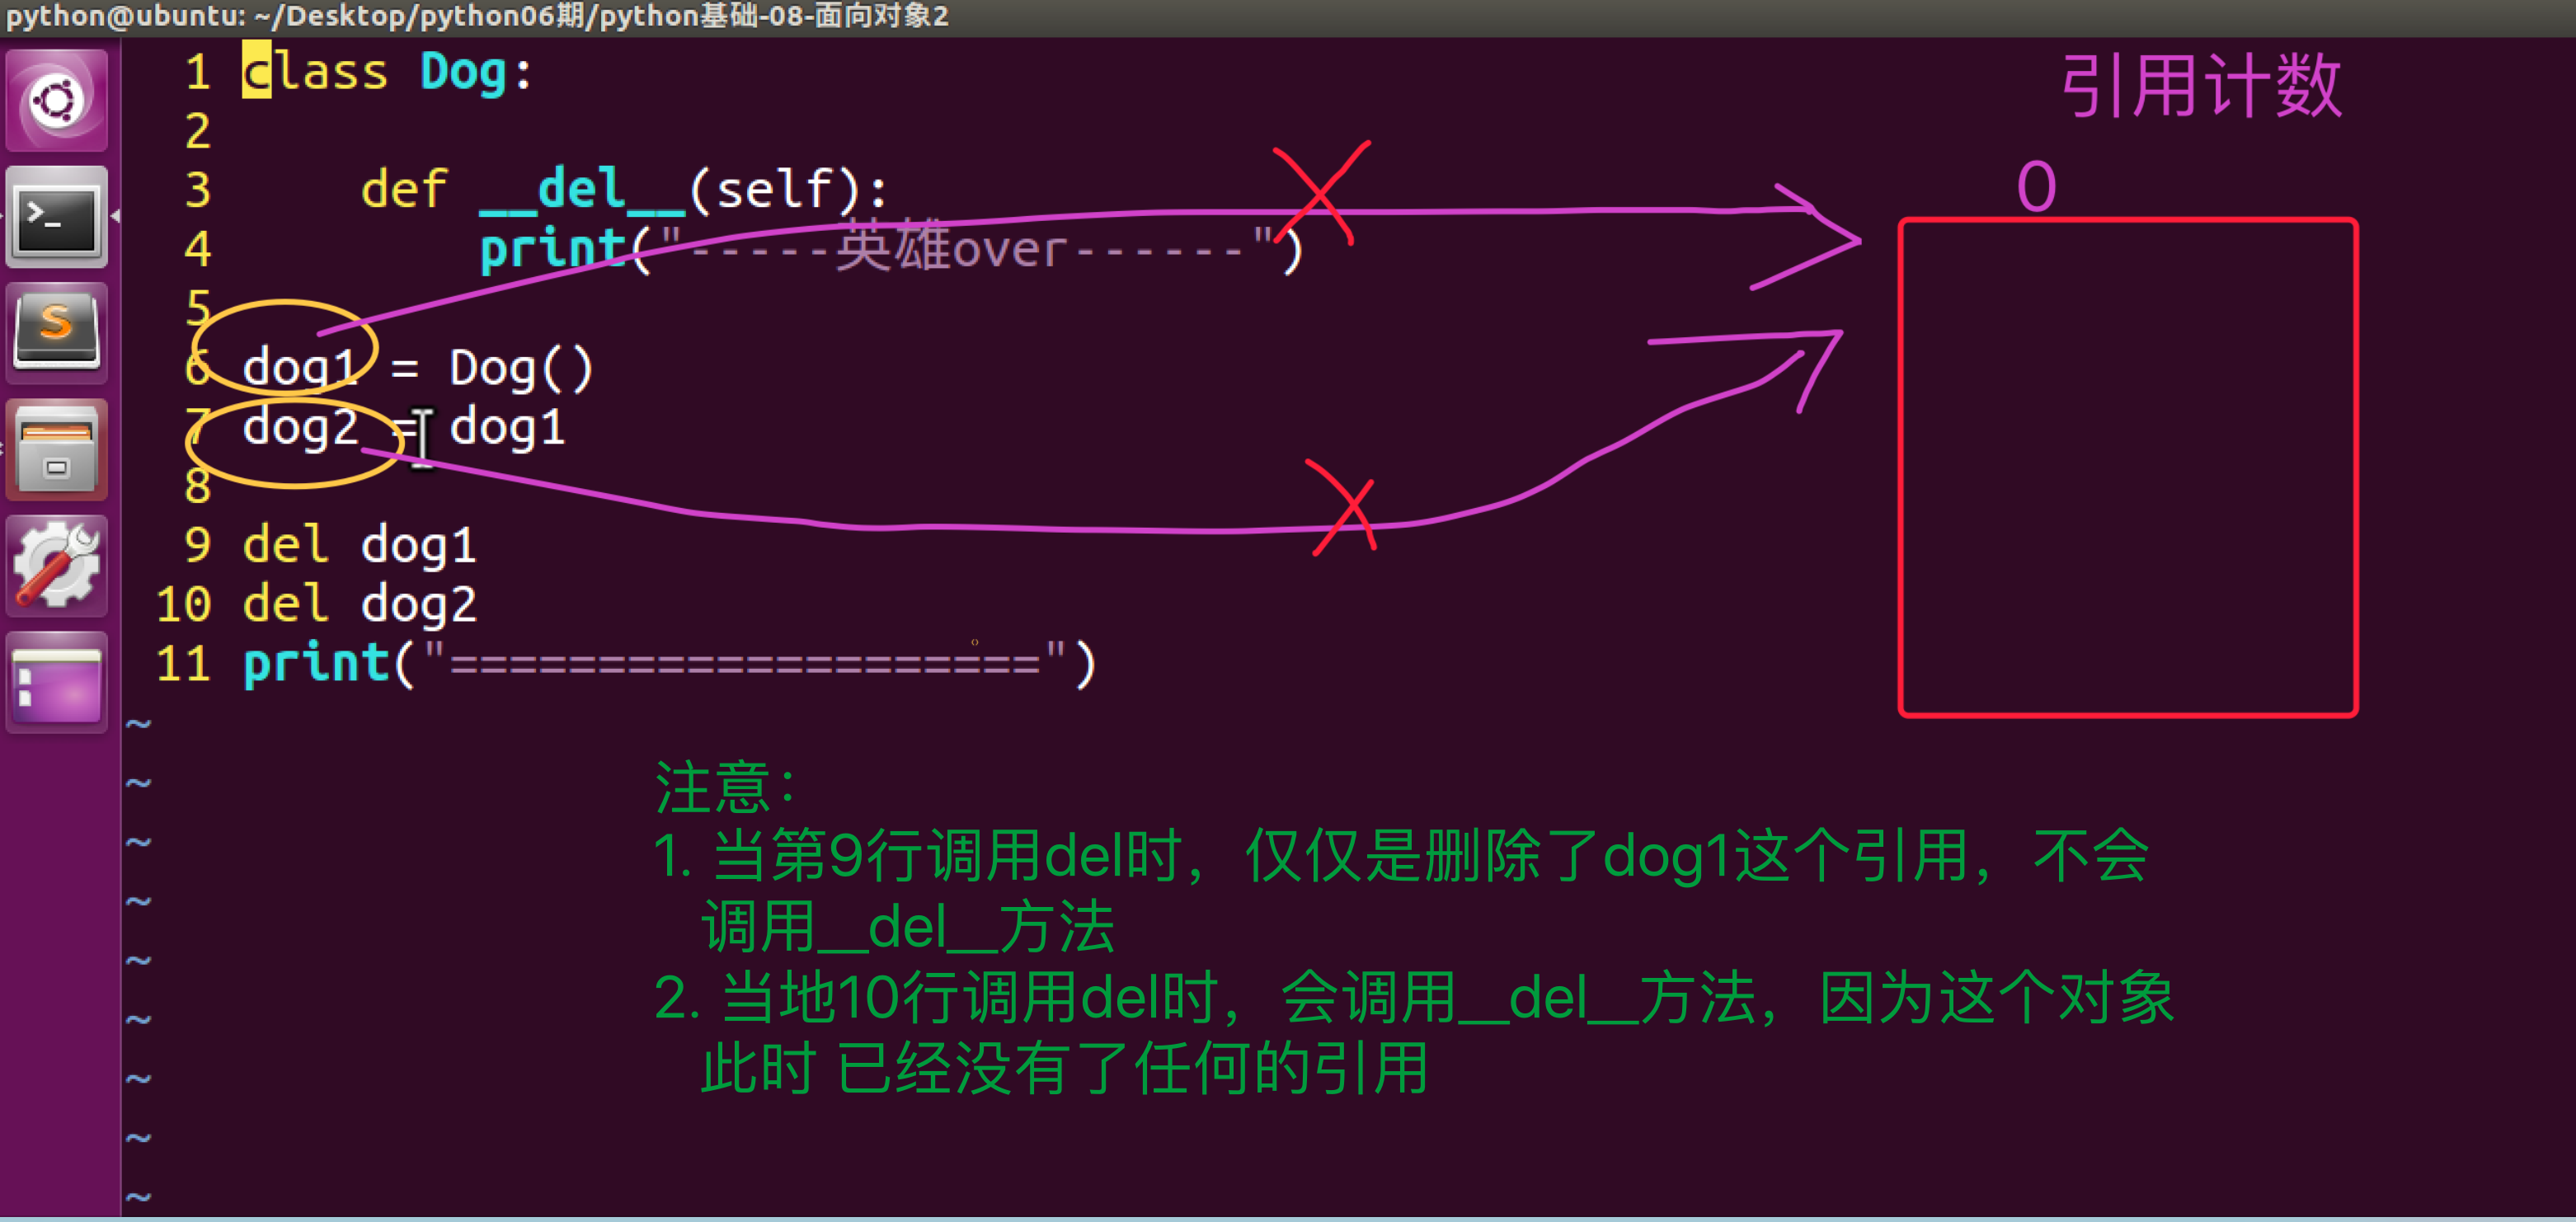 python@ubuntu: ~/Desktop/python06期/python基础-08-面向对象2
1 class Dog:
引用计数
2
3 def __del__(self):
0
4 print("-----英雄over------")
5
6 dog1 = Dog()
7 dog2 = dog1
8
9 del dog1
10 del dog2
11 print("====================")
~
~
注意：
~
1. 当第9行调用del时，仅仅是删除了dog1这个引用，不会
~
调用__del__方法
~
2. 当地10行调用del时，会调用__del__方法，因为这个对象
~
此时 已经没有了任何的引用
~
~
~